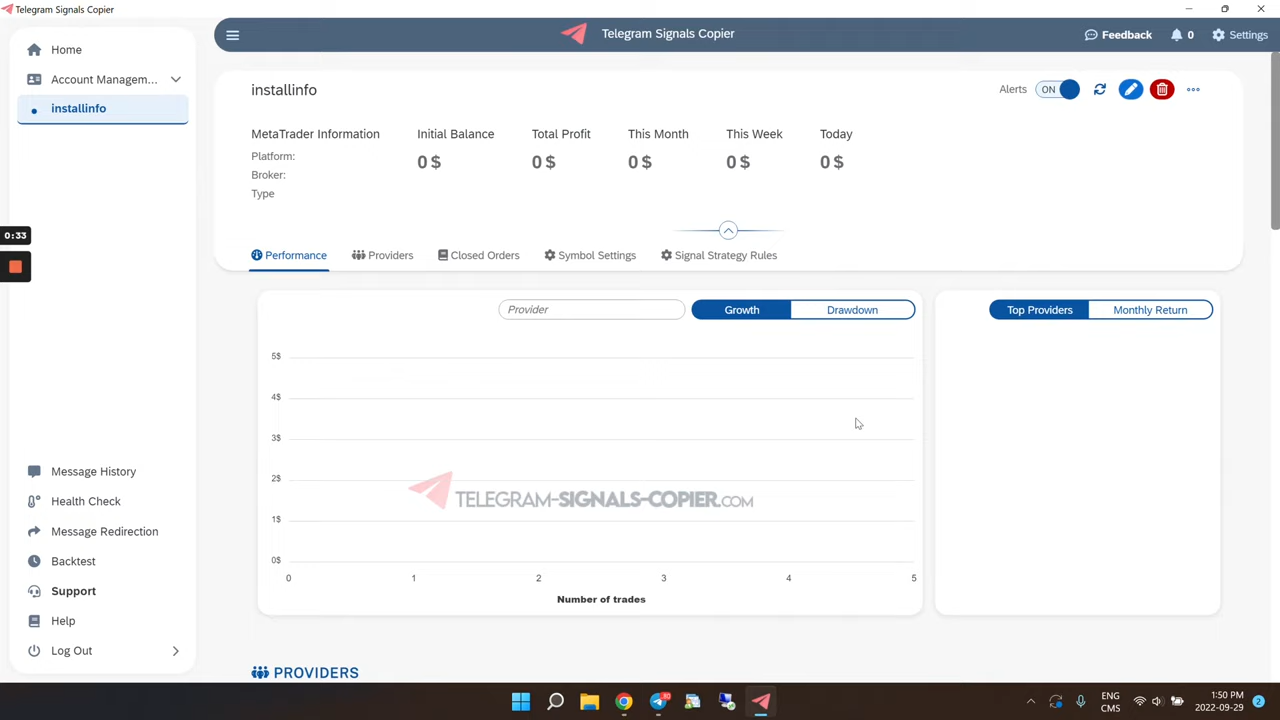 Telegram Signals Copier
Home
Account Managem...
installinfo
0:33
Message History
Health Check
Message Redirection
Backtest
Support
Help
Log Out
Telegram Signals Copier
Feedback
0
Settings
installinfo
Alerts
ON
MetaTrader Information
Platform:
Broker:
Type
Initial Balance
0 $
Total Profit
0 $
This Month
0 $
This Week
0 $
Today
0 $
Performance
Providers
Closed Orders
Symbol Settings
Signal Strategy Rules
Provider
Growth
Drawdown
5$
4$
3$
2$
1$
0$
TELEGRAM-SIGNALS-COPIER.COM
0 1 2 3 4 5
Number of trades
Top Providers
Monthly Return
PROVIDERS
30
ENG
CMS
1:50 PM
2022-09-29
2